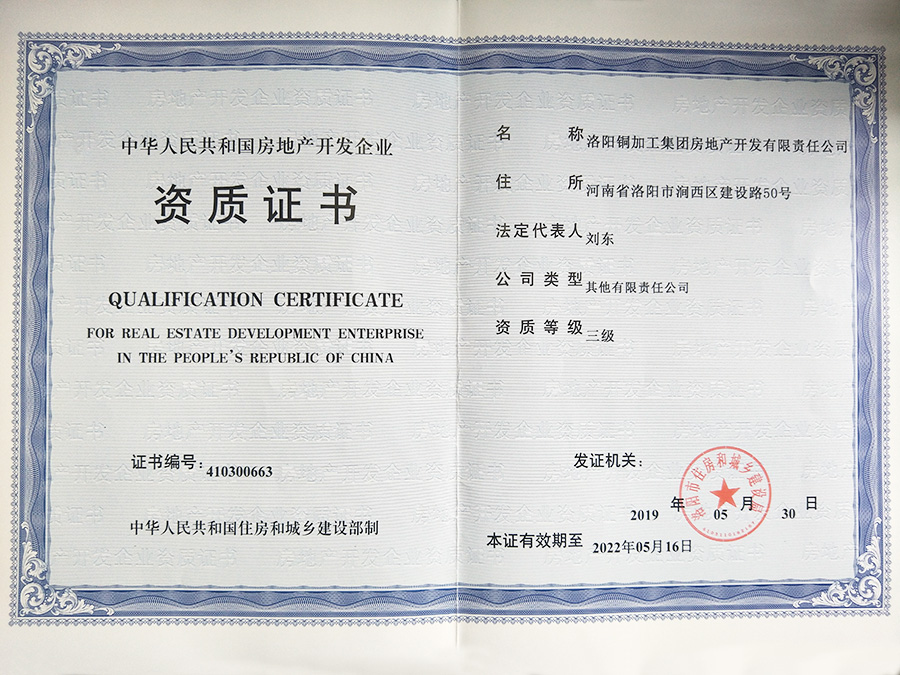 中华人民共和国房地产开发企业
资质证书
QUALIFICATION CERTIFICATE
FOR REAL ESTATE DEVELOPMENT ENTERPRISE
IN THE PEOPLE'S REPUBLIC OF CHINA
证书编号：410300663
中华人民共和国住房和城乡建设部制
名称 洛阳铜加工集团房地产开发有限责任公司
住所 河南省洛阳市涧西区建设路50号
法定代表人 刘东
公司类型 其他有限责任公司
资质等级 三级
发证机关：
洛阳市住房和城乡建设局
2019 年 05 月 30 日
本证有效期至 2022年05月16日